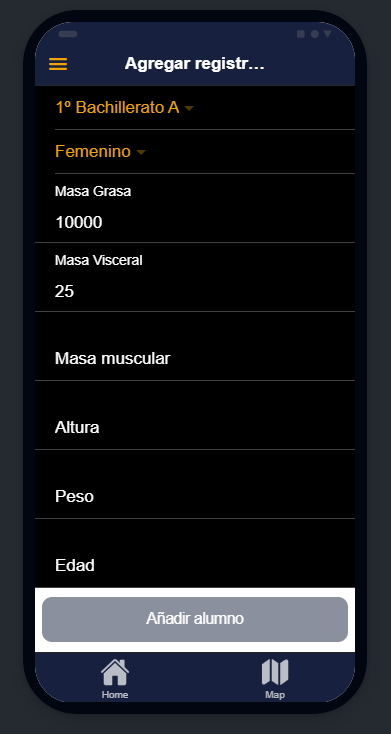 Agregar registr...
1º Bachillerato A
Femenino
Masa Grasa
10000
Masa Visceral
25
Masa muscular
Altura
Peso
Edad
Añadir alumno
Home Map